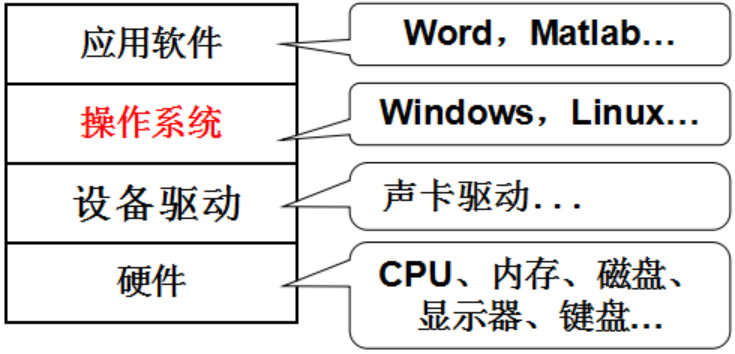 应用软件
Word，Matlab…
操作系统
Windows，Linux…
设备驱动
声卡驱动...
硬件
CPU、内存、磁盘、
显示器、键盘…